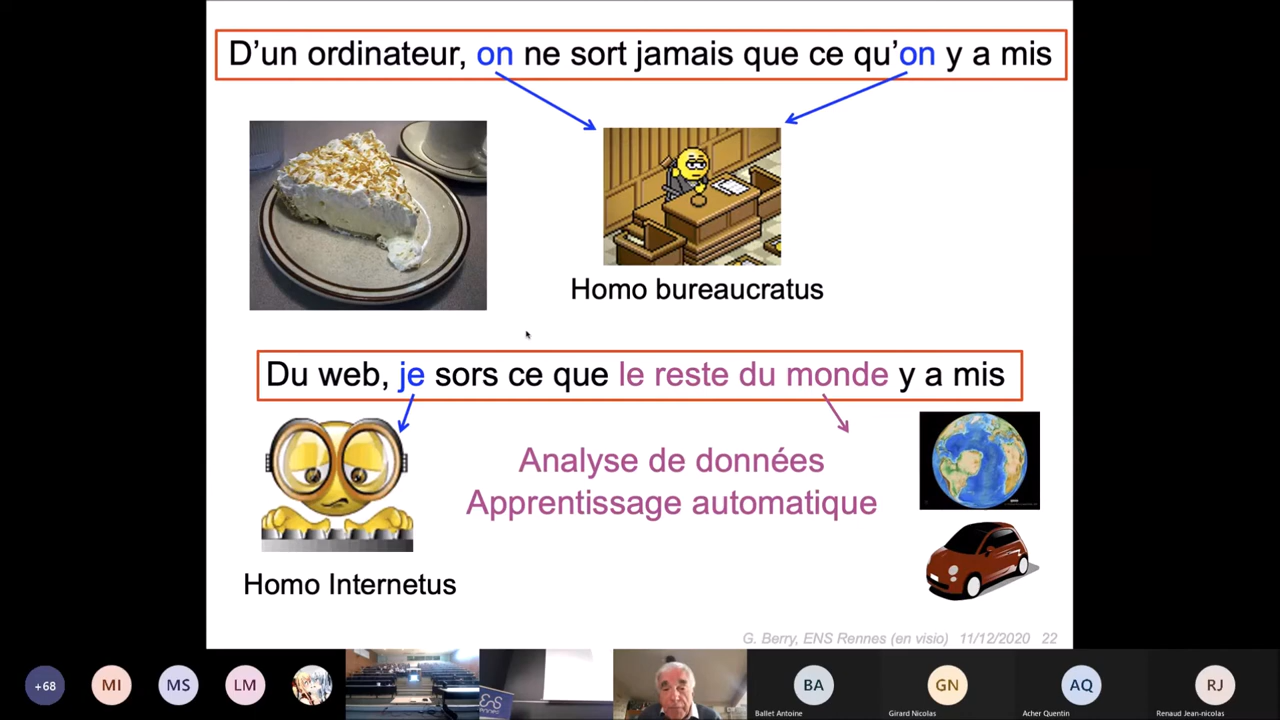 D’un ordinateur, on ne sort jamais que ce qu’on y a mis
Homo bureaucratus
Du web, je sors ce que le reste du monde y a mis
Analyse de données
Apprentissage automatique
Homo Internetus
G. Berry, ENS Rennes (en visio) 11/12/2020 22
+68
MI
MS
LM
BA
Ballet Antoine
GN
Girard Nicolas
AQ
Acher Quentin
RJ
Renaud Jean-nicolas